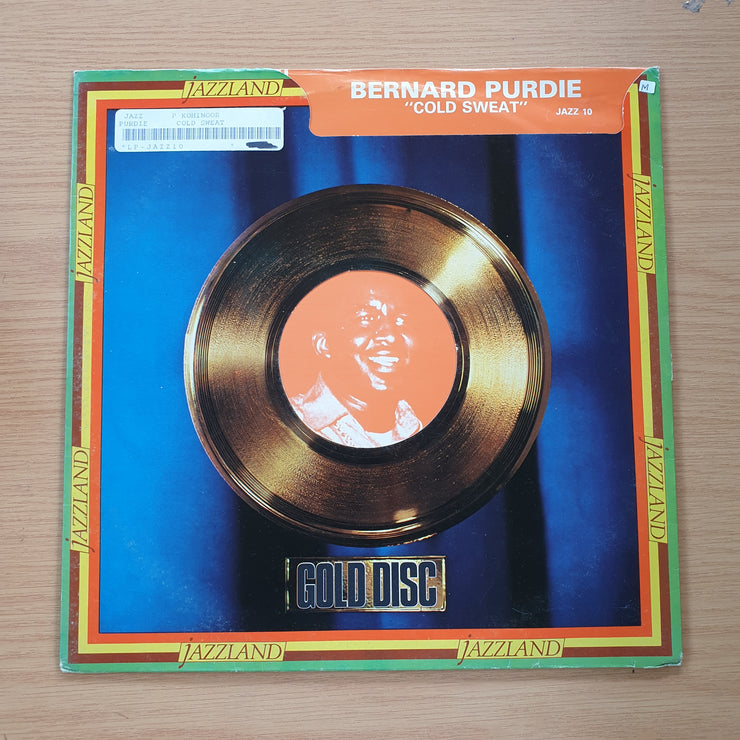 JAZZLAND
BERNARD PURDIE
"COLD SWEAT"
JAZZ 10
M
JAZZ P KOHINOOR
PURDIE COLD SWEAT
*LP-JAZZ10 *
JAZZLAND
JAZZLAND
JAZZLAND
JAZZLAND
GOLD DISC
JAZZLAND
JAZZLAND